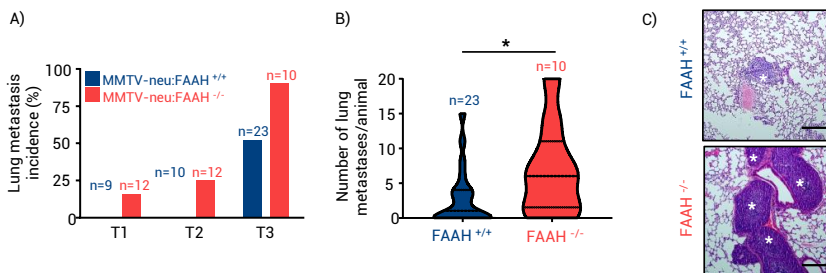 A)
Lung metastasis
incidence (%)
100
75
50
25
0
MMTV-neu:FAAH +/+
MMTV-neu:FAAH -/-
n=9
n=12
n=10
n=12
n=23
n=10
T1
T2
T3
B)
Number of lung
metastases/animal
20
15
10
5
0
*
n=23
n=10
FAAH +/+
FAAH -/-
C)
FAAH +/+
*
FAAH -/-
*
*
*
*